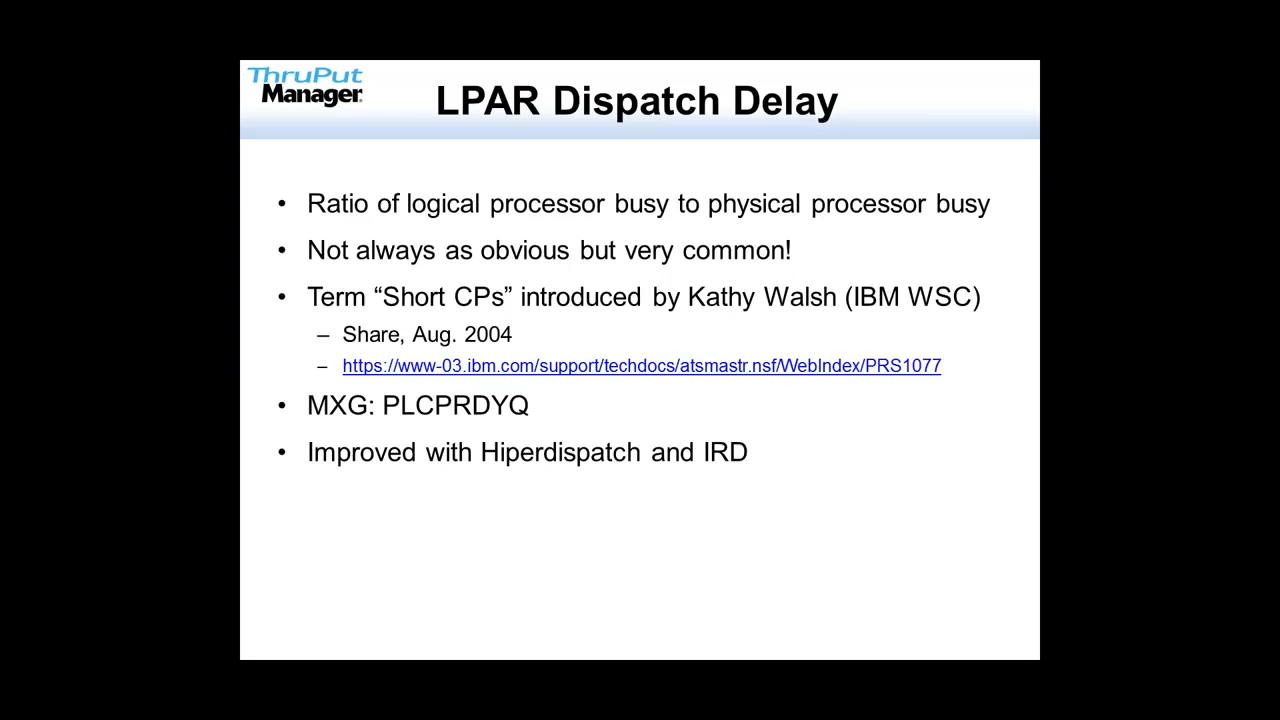 ThruPut
Manager®
LPAR Dispatch Delay
• Ratio of logical processor busy to physical processor busy
• Not always as obvious but very common!
• Term “Short CPs” introduced by Kathy Walsh (IBM WSC)
– Share, Aug. 2004
– https://www-03.ibm.com/support/techdocs/atsmastr.nsf/WebIndex/PRS1077
• MXG: PLCPRDYQ
• Improved with Hiperdispatch and IRD